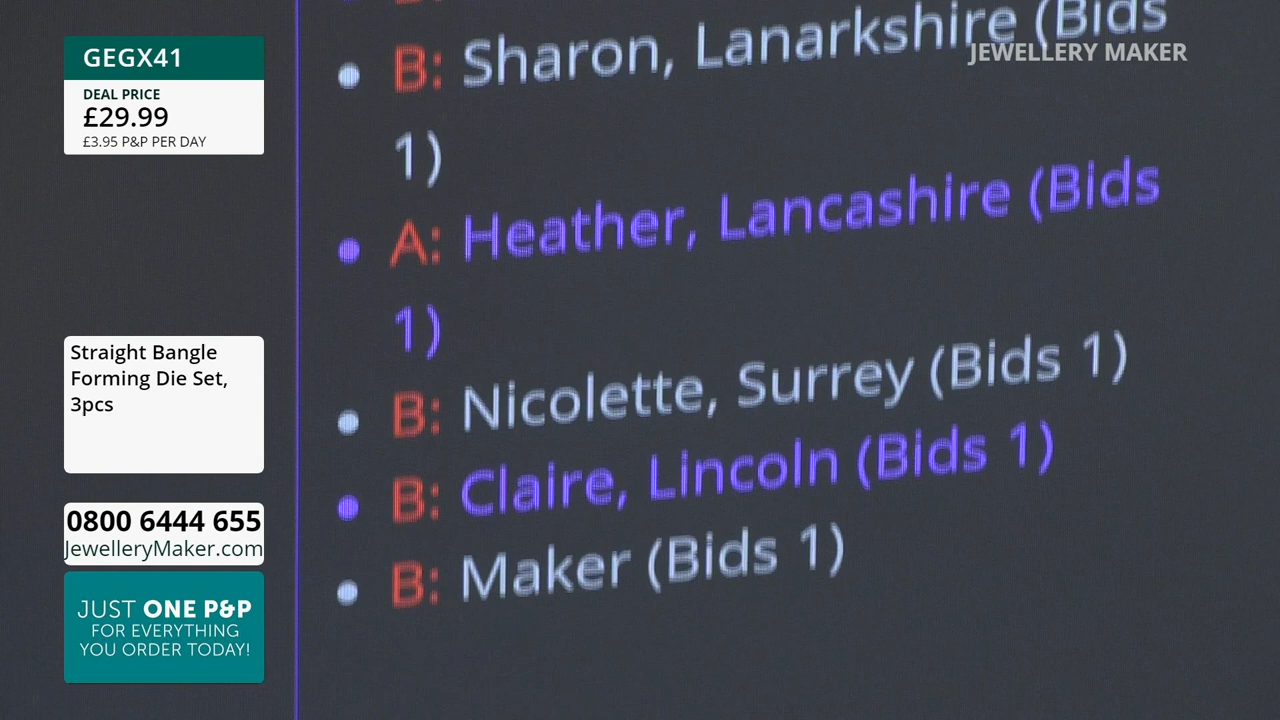 GEGX41
DEAL PRICE
£29.99
£3.95 P&P PER DAY
Straight Bangle
Forming Die Set,
3pcs
0800 6444 655
JewelleryMaker.com
JUST ONE P&P
FOR EVERYTHING
YOU ORDER TODAY!
JEWELLERY MAKER
B: Sharon, Lanarkshire (Bids
1)
A: Heather, Lancashire (Bids
1)
B: Nicolette, Surrey (Bids 1)
B: Claire, Lincoln (Bids 1)
B: Maker (Bids 1)